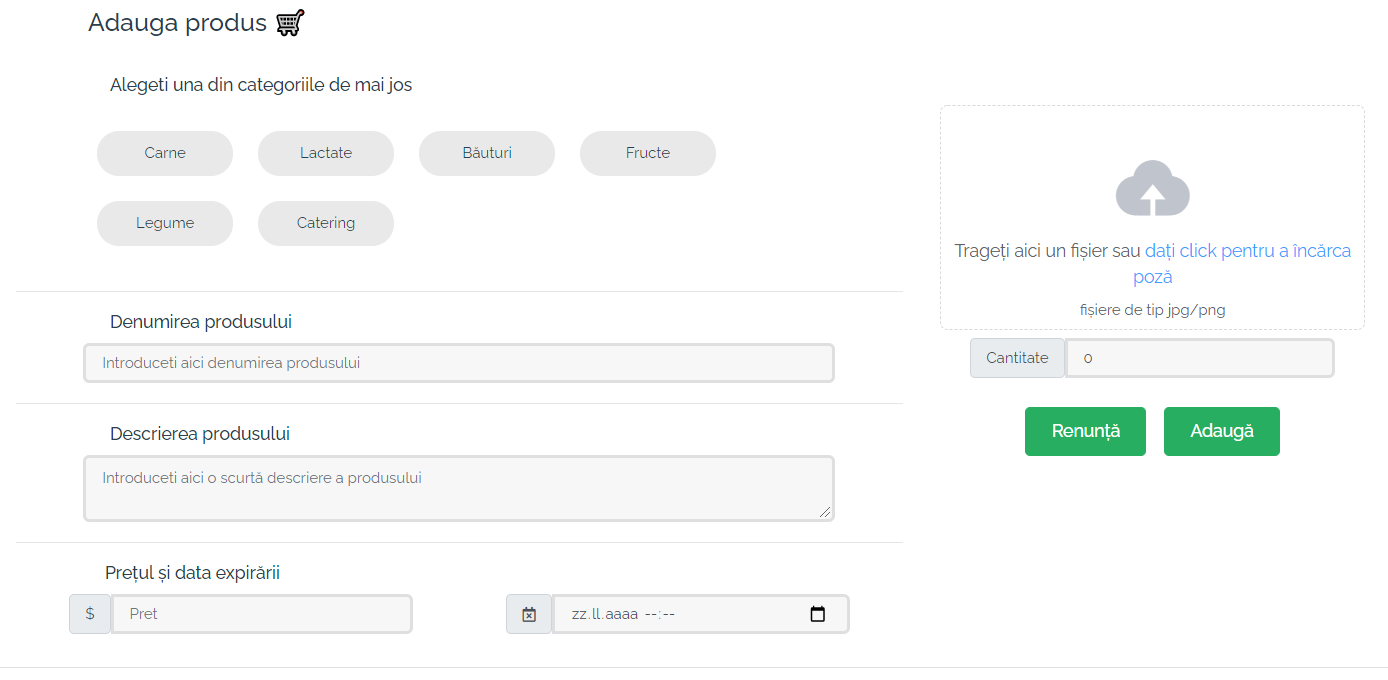 Adauga produs
Alegeti una din categoriile de mai jos
Carne
Lactate
Băuturi
Fructe
Legume
Catering
Denumirea produsului
Introduceti aici denumirea produsului
Descrierea produsului
Introduceti aici o scurtă descriere a produsului
Prețul și data expirării
$
Pret
zz.ll.aaaa --:--
Trageți aici un fișier sau dați click pentru a încărca
poză
fișiere de tip jpg/png
Cantitate
0
Renunță
Adaugă